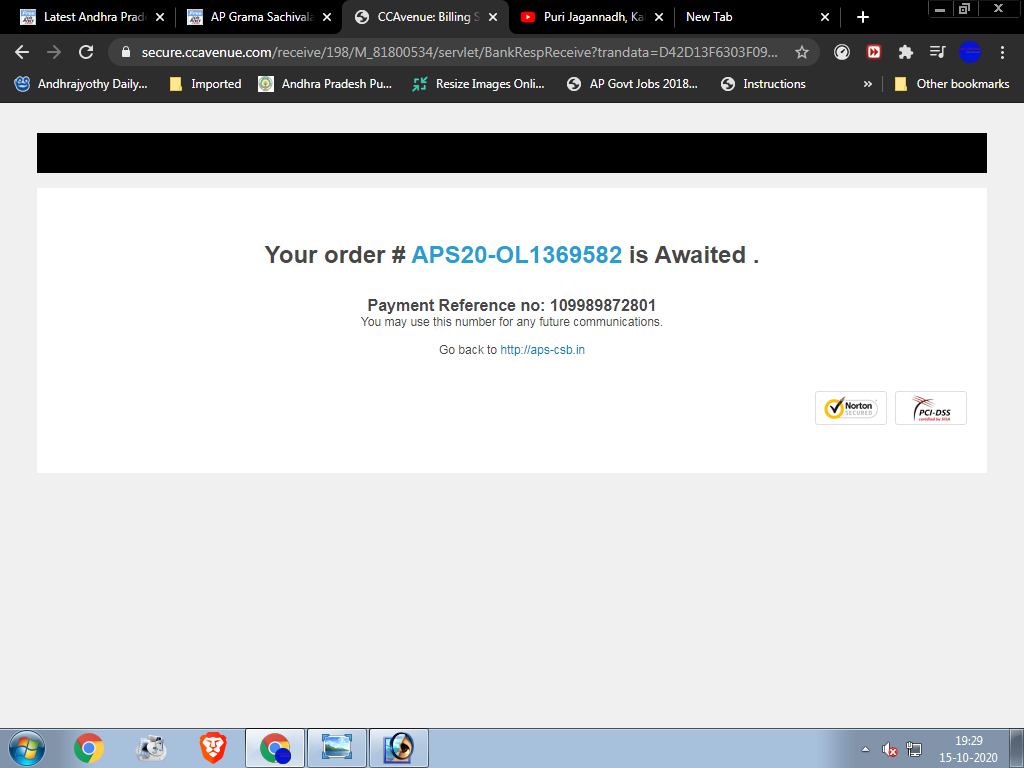 Latest Andhra Prad
AP Grama Sachivala
CCAvenue: Billing S
Puri Jagannadh, Kal
New Tab
secure.ccavenue.com/receive/198/M_81800534/servlet/BankRespReceive?trandata=D42D13F6303F09...
Andhrajyothy Daily...
Imported
Andhra Pradesh Pu...
Resize Images Onli...
AP Govt Jobs 2018...
Instructions
»
Other bookmarks
Your order # APS20-OL1369582 is Awaited .
Payment Reference no: 109989872801
You may use this number for any future communications.
Go back to http://aps-csb.in
Norton
SECURED
PCI-DSS
certified by SISA
19:29
15-10-2020